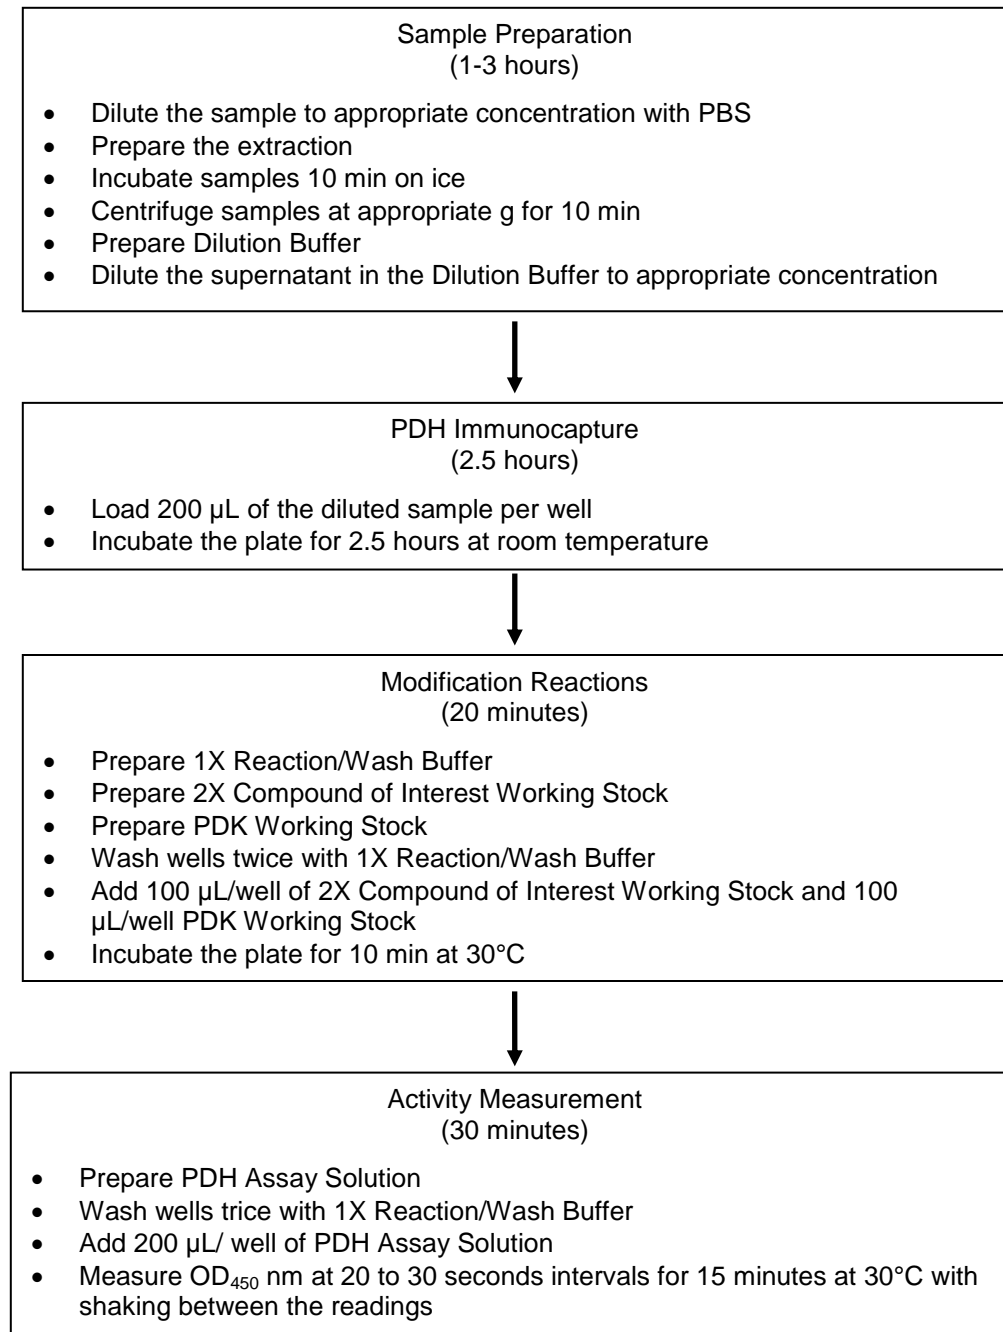 Sample Preparation
(1-3 hours)
• Dilute the sample to appropriate concentration with PBS
• Prepare the extraction
• Incubate samples 10 min on ice
• Centrifuge samples at appropriate g for 10 min
• Prepare Dilution Buffer
• Dilute the supernatant in the Dilution Buffer to appropriate concentration
PDH Immunocapture
(2.5 hours)
• Load 200 µL of the diluted sample per well
• Incubate the plate for 2.5 hours at room temperature
Modification Reactions
(20 minutes)
• Prepare 1X Reaction/Wash Buffer
• Prepare 2X Compound of Interest Working Stock
• Prepare PDK Working Stock
• Wash wells twice with 1X Reaction/Wash Buffer
• Add 100 µL/well of 2X Compound of Interest Working Stock and 100
µL/well PDK Working Stock
• Incubate the plate for 10 min at 30°C
Activity Measurement
(30 minutes)
• Prepare PDH Assay Solution
• Wash wells trice with 1X Reaction/Wash Buffer
• Add 200 µL/ well of PDH Assay Solution
• Measure OD450 nm at 20 to 30 seconds intervals for 15 minutes at 30°C with
shaking between the readings